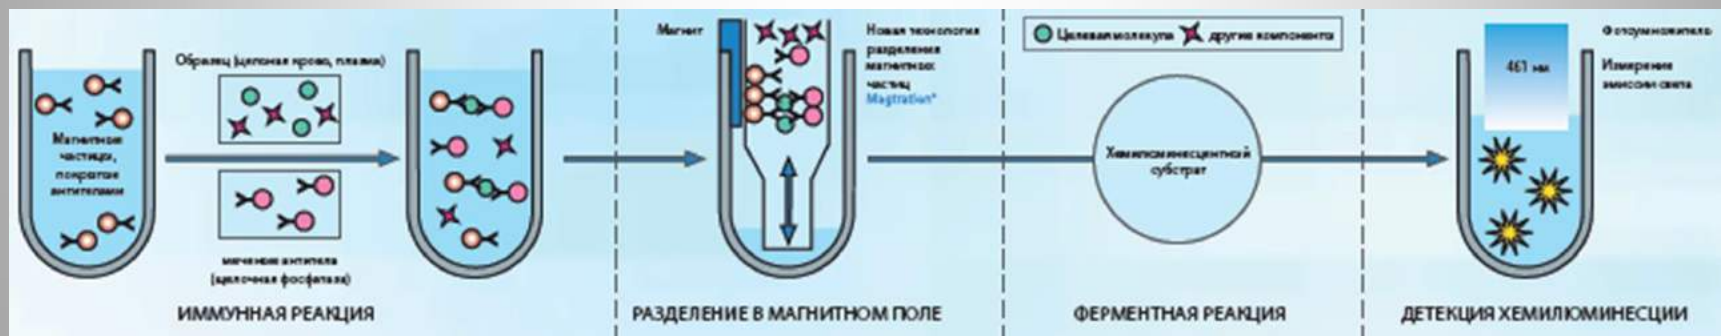 Магнитные
частицы,
покрытые
антителами
Образец (цельная кровь, плазма)
меченые антитела
(щелочная фосфатаза)
ИММУННАЯ РЕАКЦИЯ
Магнит
Новая технология
разделения
магнитных
частиц
Magtration*
РАЗДЕЛЕНИЕ В МАГНИТНОМ ПОЛЕ
Целевая молекула другие компоненты
Хемилюминесцентный
субстрат
ФЕРМЕНТНАЯ РЕАКЦИЯ
461 нм
Фотоумножитель
Измерение
эмиссии света
ДЕТЕКЦИЯ ХЕМИЛЮМИНЕСЦИИ